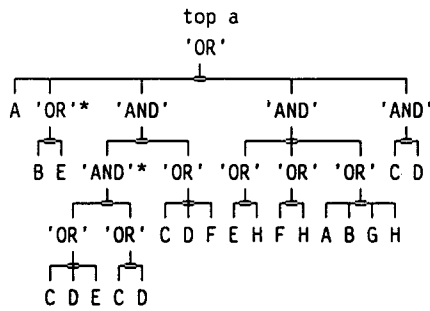 top a
'OR'
A 'OR'* 'AND' 'AND' 'AND'
B E 'AND'* 'OR' 'OR' 'OR' 'OR' C D
'OR' 'OR' C D F E H F H A B G H
C D E C D